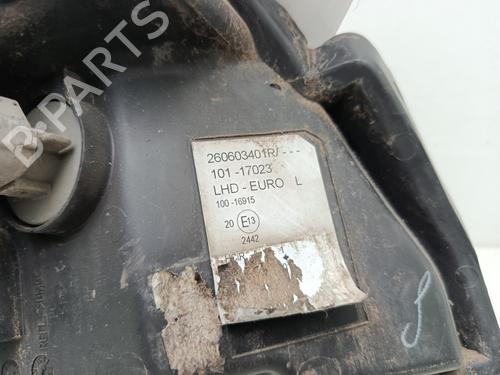 260603401R/ ---
101 -17023
LHD - EURO L
100 -16915
20 E13
2442
B-PARTS